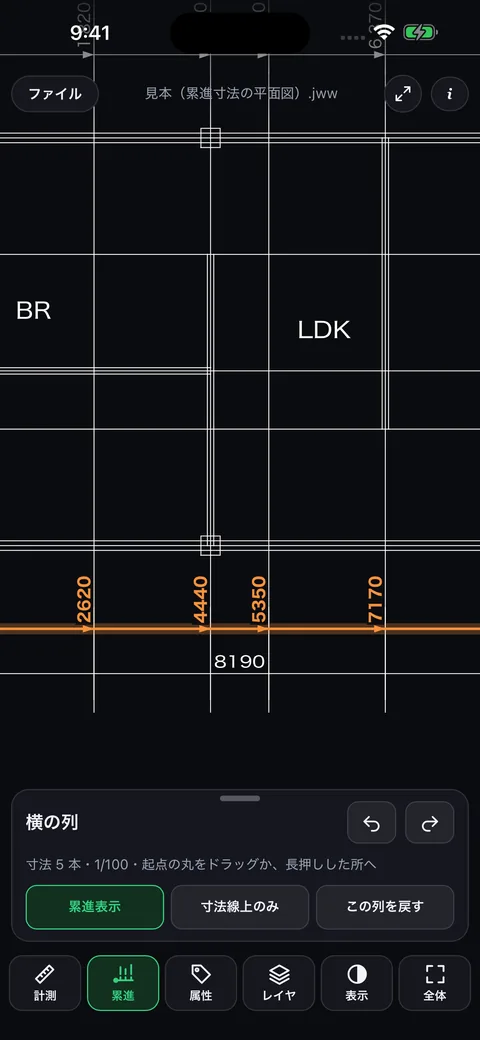 9:41
ファイル
見本（累進寸法の平面図）.jww
BR
LDK
2620
4440
5350
7170
8190
横の列
寸法 5 本・1/100・起点の丸をドラッグか、長押しした所へ
累進表示
寸法線上のみ
この列を戻す
計測
累進
属性
レイヤ
表示
全体